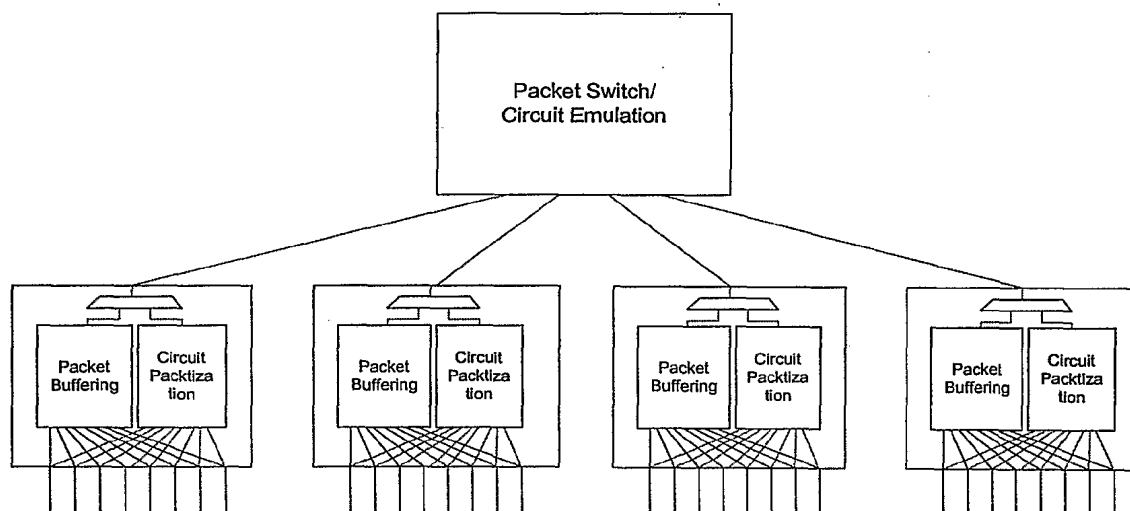 Packet Switch/
Circuit Emulation
Packet
Buffering
Circuit
Packtiza
tion
Packet
Buffering
Circuit
Packtiza
tion
Packet
Buffering
Circuit
Packtiza
tion
Packet
Buffering
Circuit
Packtiza
tion